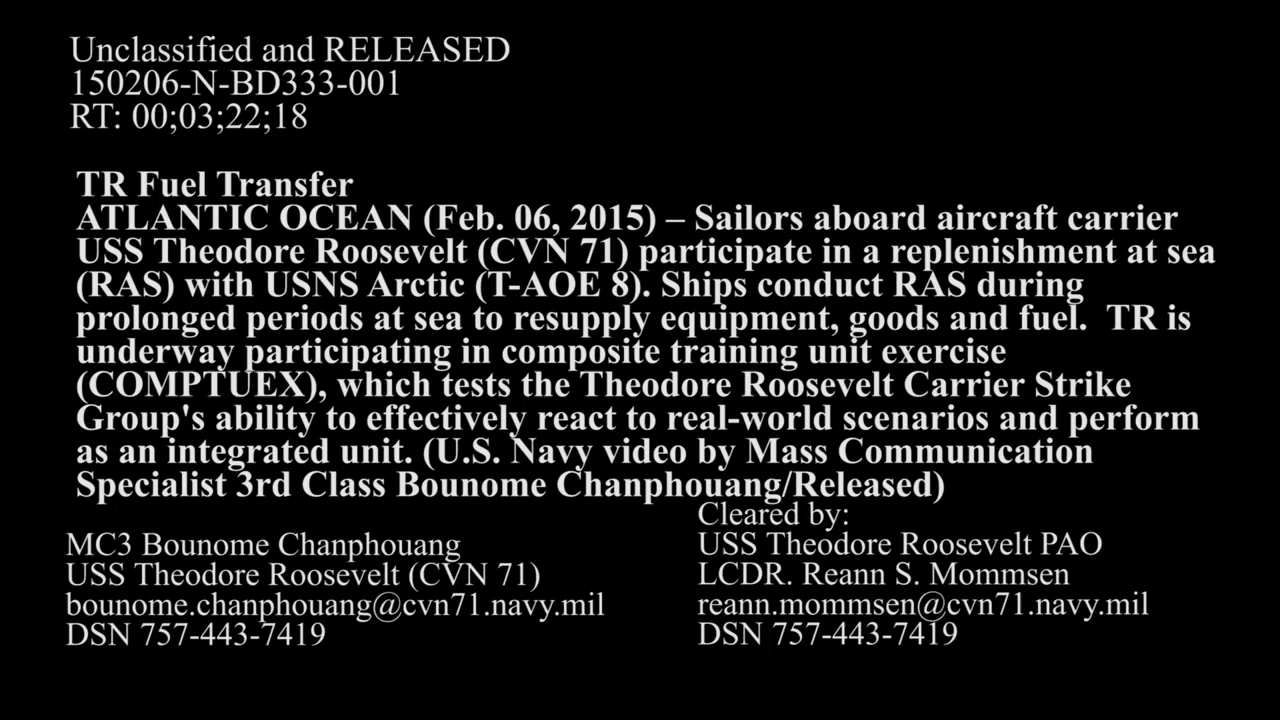 Unclassified and RELEASED
150206-N-BD333-001
RT: 00;03;22;18
TR Fuel Transfer
ATLANTIC OCEAN (Feb. 06, 2015) – Sailors aboard aircraft carrier
USS Theodore Roosevelt (CVN 71) participate in a replenishment at sea
(RAS) with USNS Arctic (T-AOE 8). Ships conduct RAS during
prolonged periods at sea to resupply equipment, goods and fuel.  TR is
underway participating in composite training unit exercise
(COMPTUEX), which tests the Theodore Roosevelt Carrier Strike
Group's ability to effectively react to real-world scenarios and perform
as an integrated unit. (U.S. Navy video by Mass Communication
Specialist 3rd Class Bounome Chanphouang/Released)
MC3 Bounome Chanphouang
USS Theodore Roosevelt (CVN 71)
bounome.chanphouang@cvn71.navy.mil
DSN 757-443-7419
Cleared by:
USS Theodore Roosevelt PAO
LCDR. Reann S. Mommsen
reann.mommsen@cvn71.navy.mil
DSN 757-443-7419